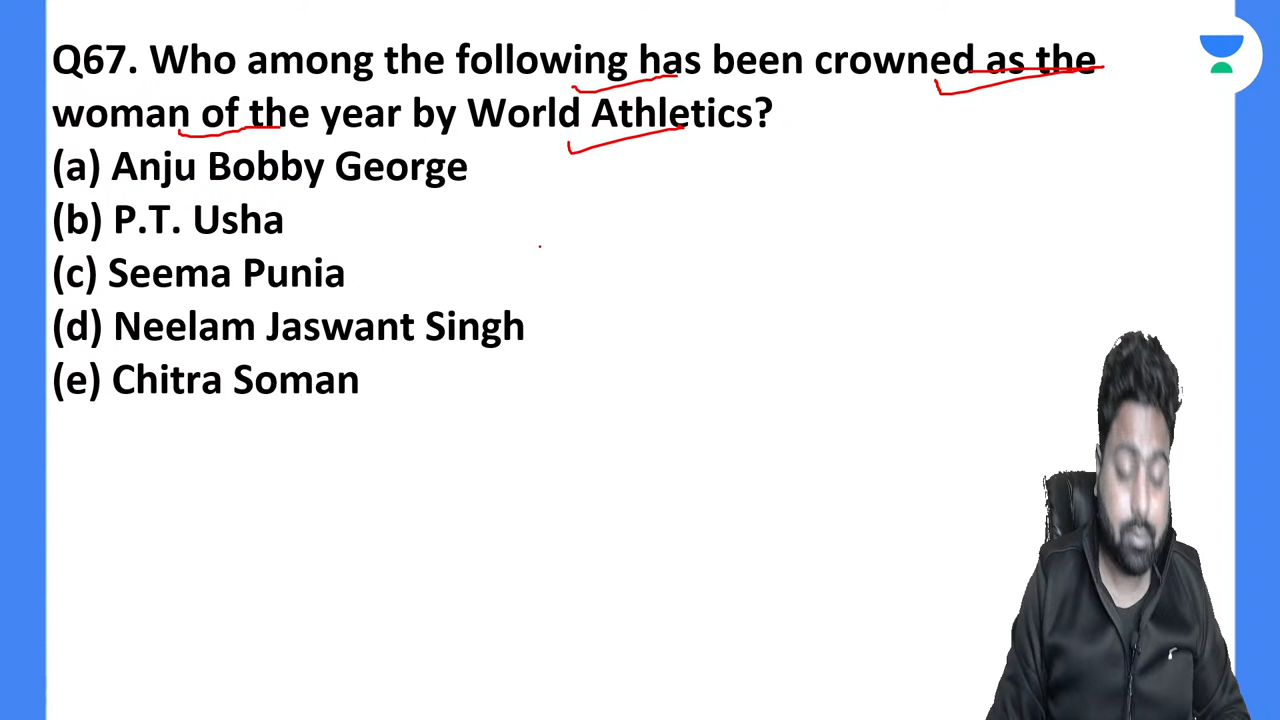 Q67. Who among the following has been crowned as the
woman of the year by World Athletics?
(a) Anju Bobby George
(b) P.T. Usha
(c) Seema Punia
(d) Neelam Jaswant Singh
(e) Chitra Soman